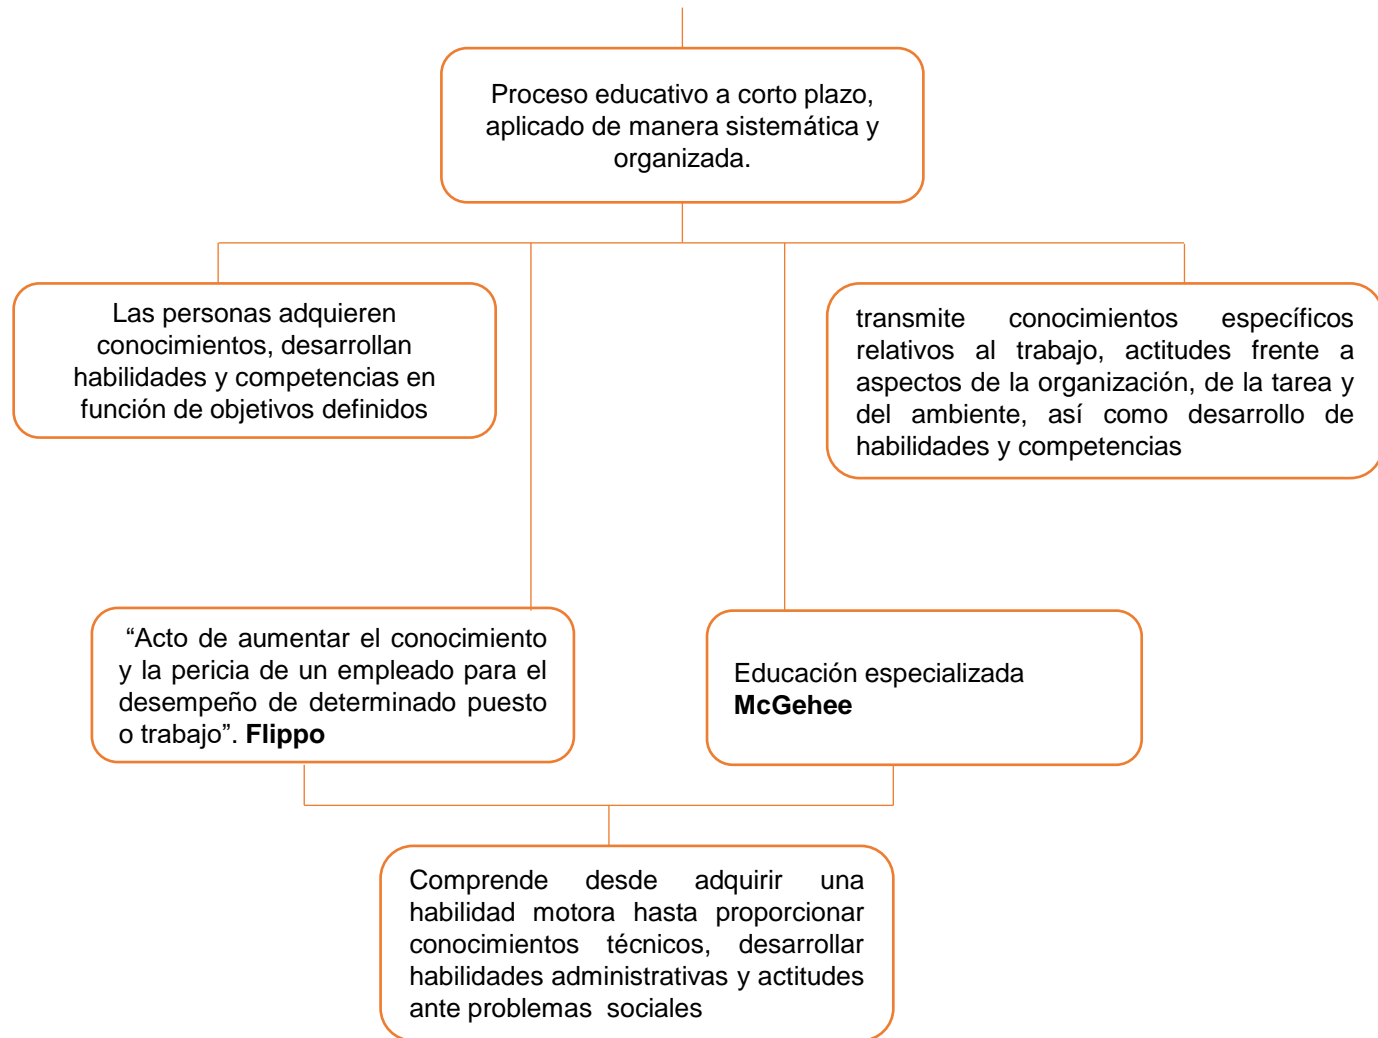 Proceso educativo a corto plazo,
aplicado de manera sistemática y
organizada.
Las personas adquieren
conocimientos, desarrollan
habilidades y competencias en
función de objetivos definidos
transmite conocimientos específicos
relativos al trabajo, actitudes frente a
aspectos de la organización, de la tarea y
del ambiente, así como desarrollo de
habilidades y competencias
“Acto de aumentar el conocimiento
y la pericia de un empleado para el
desempeño de determinado puesto
o trabajo”. Flippo
Educación especializada
McGehee
Comprende desde adquirir una
habilidad motora hasta proporcionar
conocimientos técnicos, desarrollar
habilidades administrativas y actitudes
ante problemas sociales